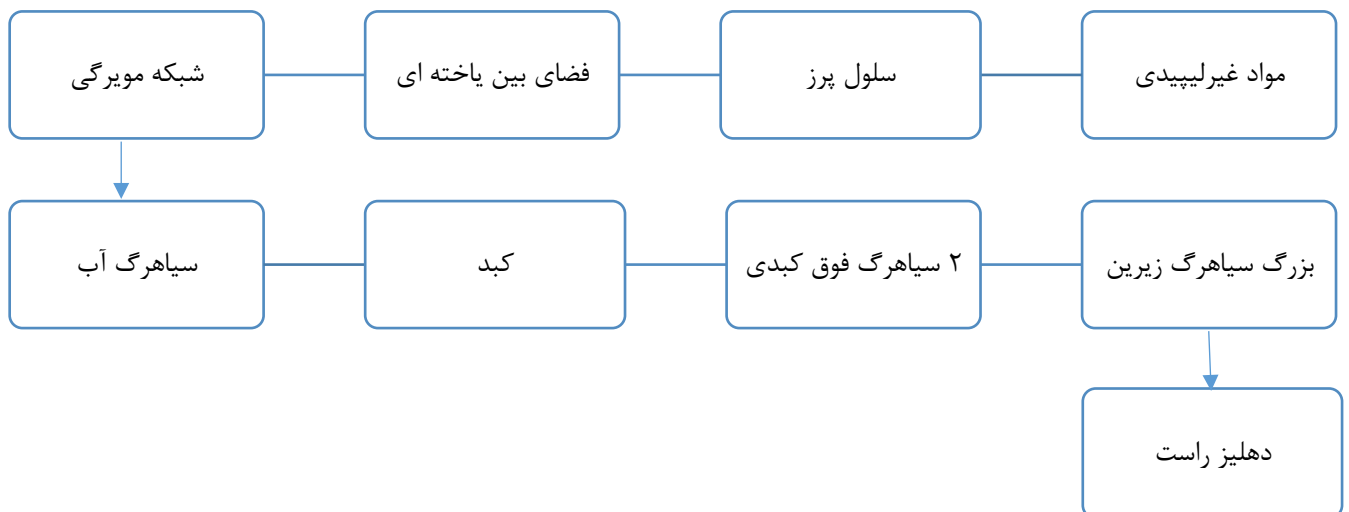 مواد غیرلیپیدی
سلول پرز
فضای بین یاخته ای
شبکه مویرگی
سیاهرگ آب
کبد
۲ سیاهرگ فوق کبدی
بزرگ سیاهرگ زیرین
دهلیز راست